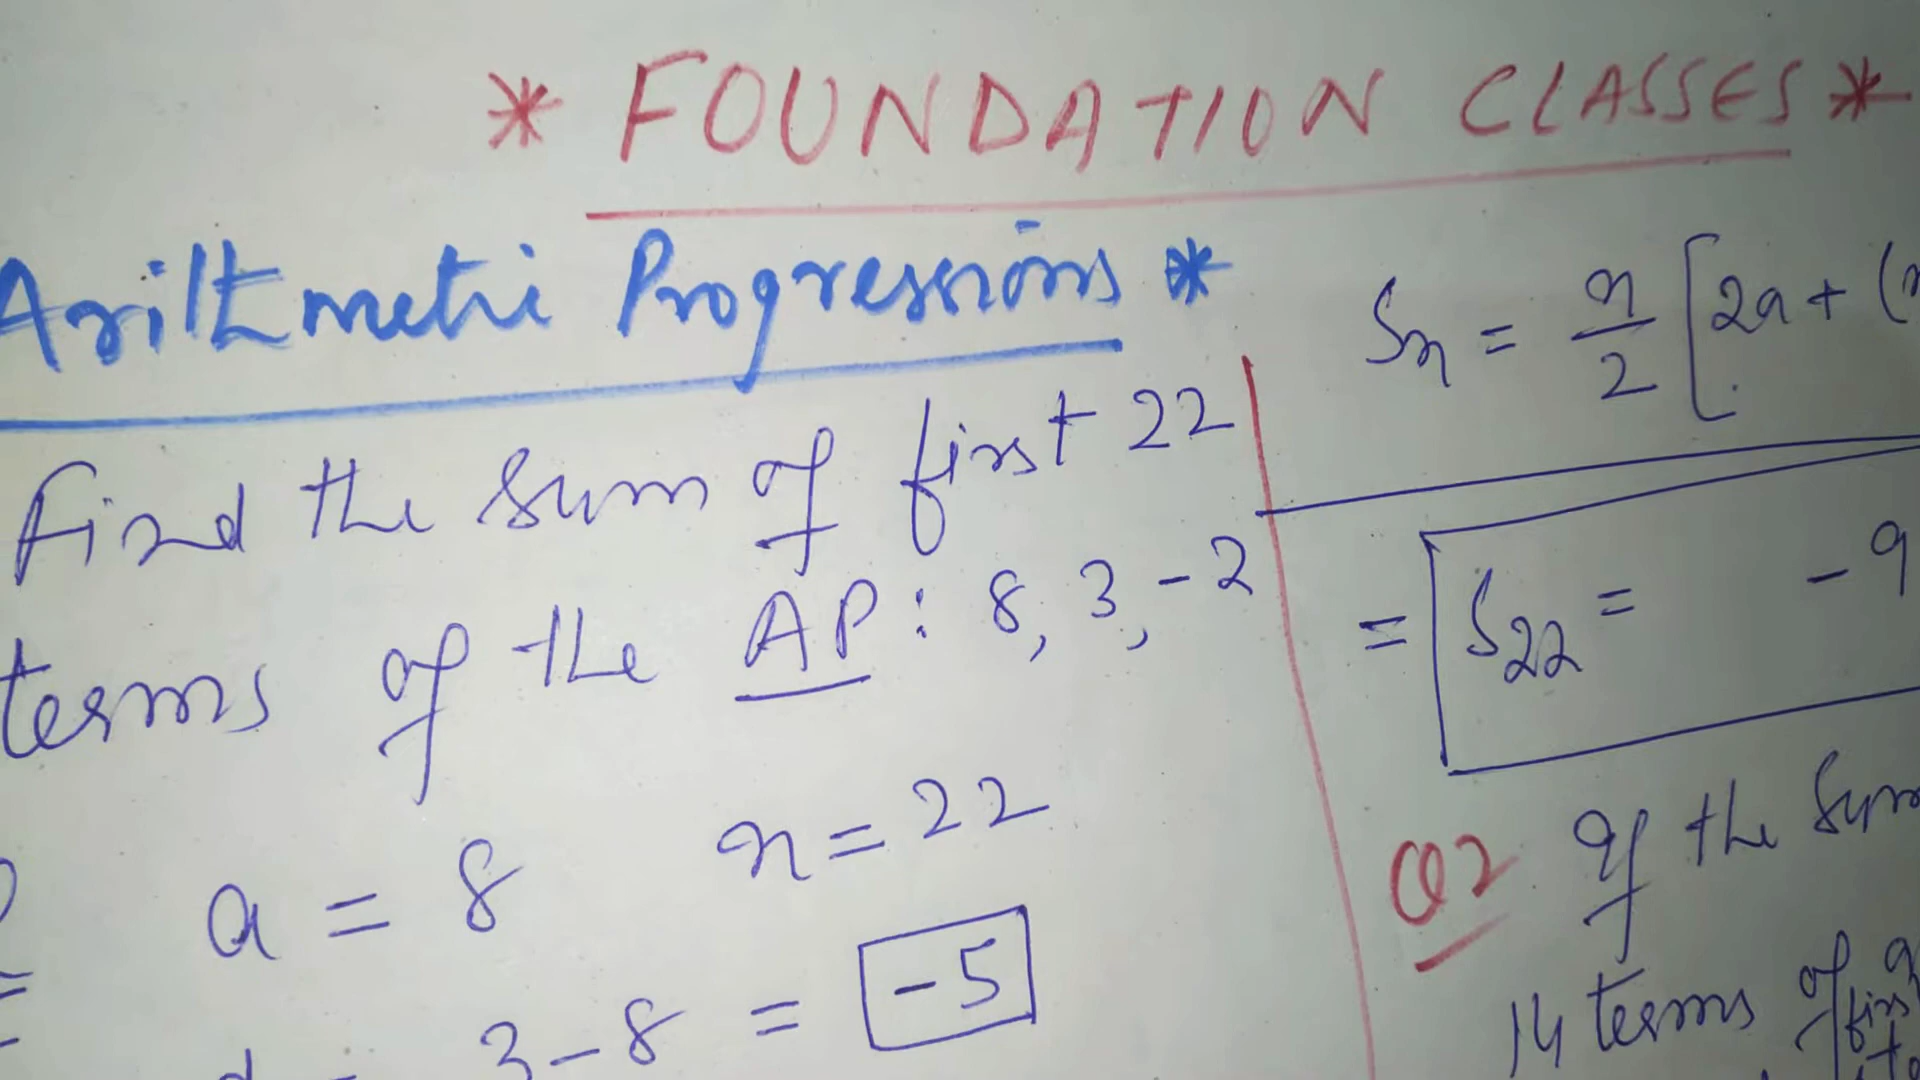 * FOUNDATION CLASSES *
Arithmetic Progressions *
Find the sum of first 22
terms of the AP: 8, 3, -2
a = 8 n = 22
3 - 8 = -5
Sn = n/2 [2a + (
= S22 = -9
Q2 If the sum
14 terms of